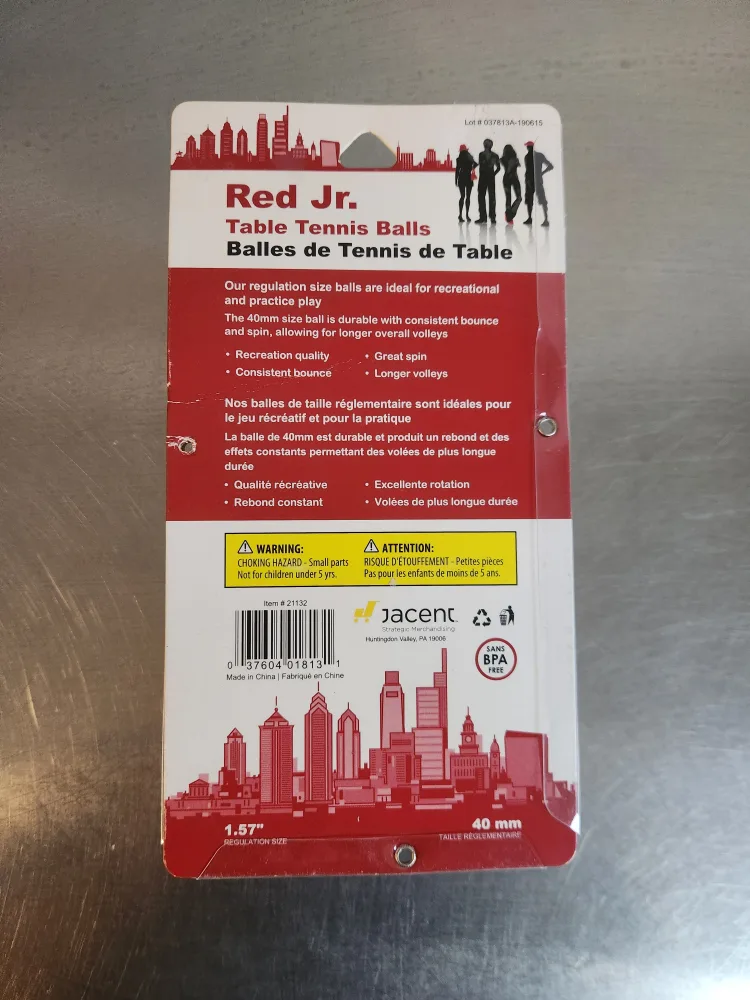 Lot # 037813A-190615
Red Jr.
Table Tennis Balls
Balles de Tennis de Table
Our regulation size balls are ideal for recreational
and practice play
The 40mm size ball is durable with consistent bounce
and spin, allowing for longer overall volleys
• Recreation quality • Great spin
• Consistent bounce • Longer volleys
Nos balles de taille réglementaire sont idéales pour
le jeu récréatif et pour la pratique
La balle de 40mm est durable et produit un rebond et des
effets constants permettant des volées de plus longue
durée
• Qualité récréative • Excellente rotation
• Rebond constant • Volées de plus longue durée
WARNING:
CHOKING HAZARD - Small parts
Not for children under 5 yrs.
ATTENTION:
RISQUE D'ÉTOUFFEMENT - Petites pièces
Pas pour les enfants de moins de 5 ans.
Item # 21132
0 37604 01813 1
Made in China | Fabriqué en Chine
Jacent
Strategic Merchandising
Huntingdon Valley, PA 19006
SANS
BPA
FREE
1.57"
REGULATION SIZE
40 mm
TAILLE RÉGLEMENTAIRE